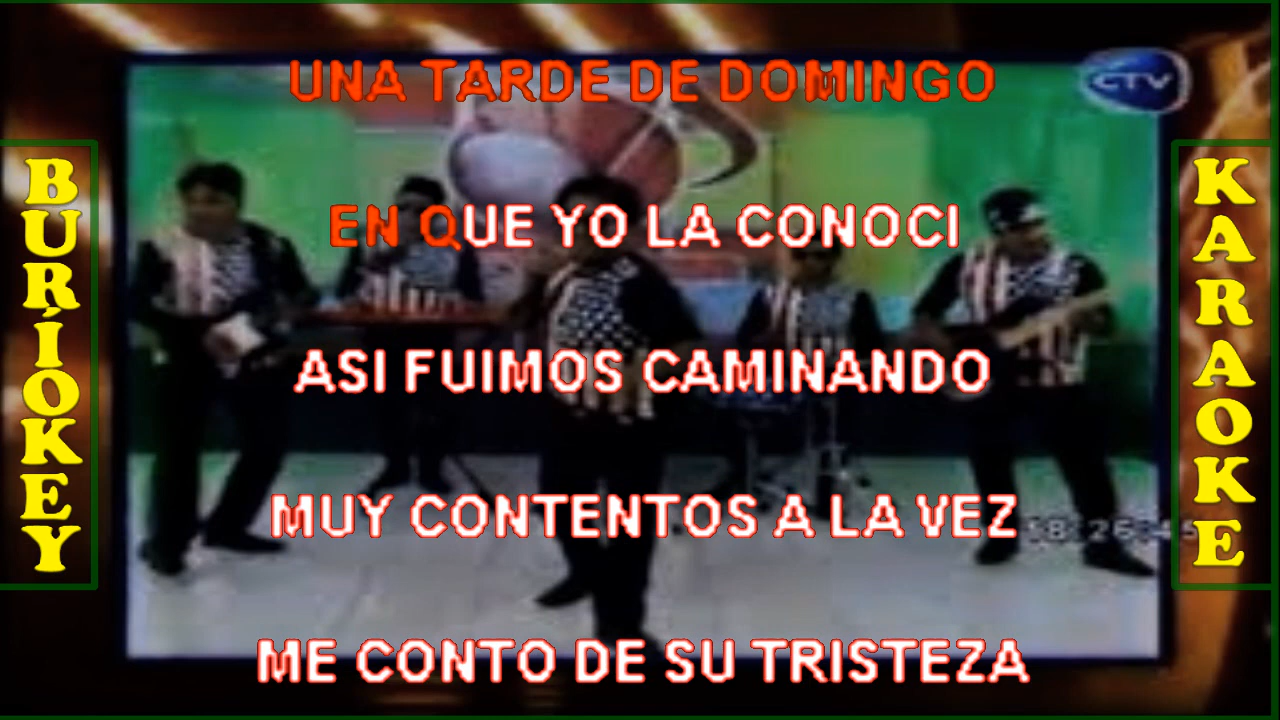 UNA TARDE DE DOMINGO
CTV
BURÍOKEY
KARAOKE
EN QUE YO LA CONOCI
ASI FUIMOS CAMINANDO
MUY CONTENTOS A LA VEZ
ME CONTO DE SU TRISTEZA